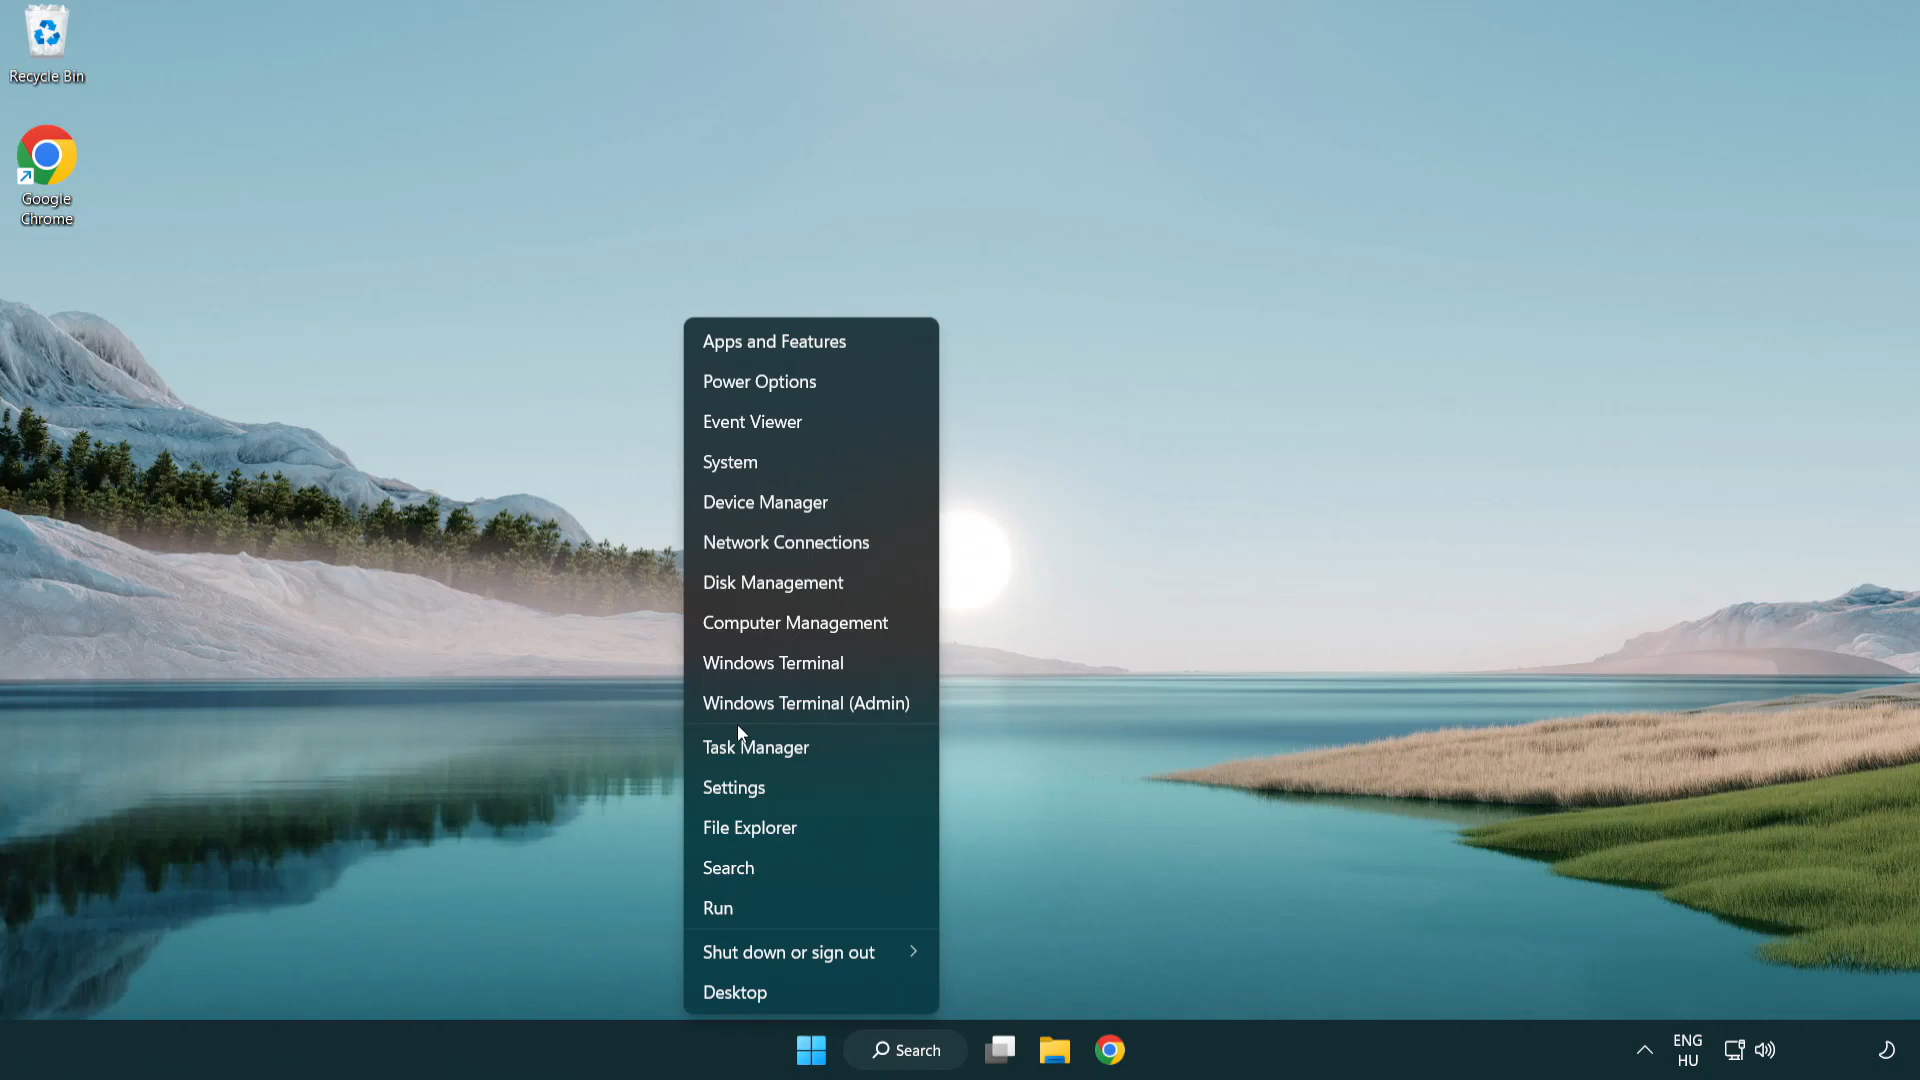 Recycle Bin
Google
Chrome
Apps and Features
Power Options
Event Viewer
System
Device Manager
Network Connections
Disk Management
Computer Management
Windows Terminal
Windows Terminal (Admin)
Task Manager
Settings
File Explorer
Search
Run
Shut down or sign out
Desktop
Search
ENG
HU